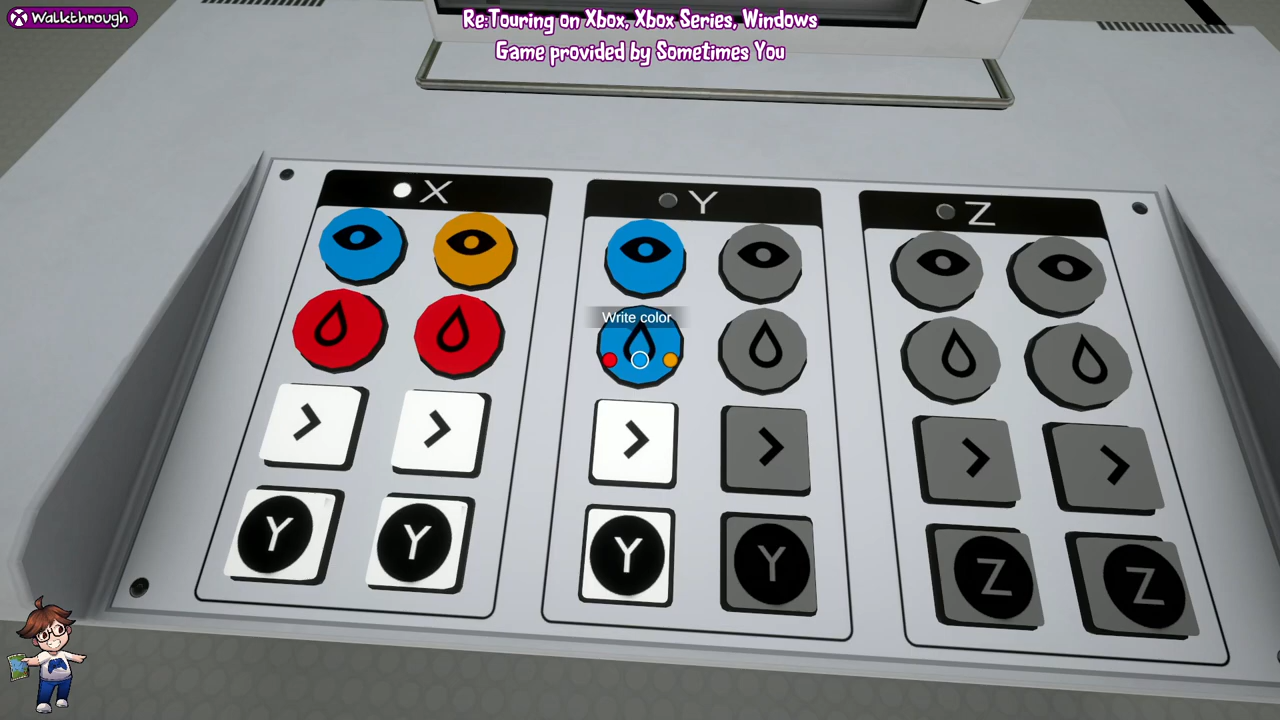 Walkthrough
Re:Touring on Xbox, Xbox Series, Windows
Game provided by Sometimes You
X
Y
Z
Write color
Y
Y
Y
Y
Z
Z